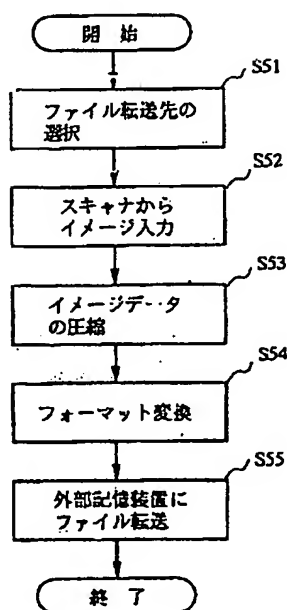 開 始
S51
ファイル転送先の
選択
S52
スキャナから
イメージ入力
S53
イメージデータ
の圧縮
S54
フォーマット変換
S55
外部記憶装置に
ファイル転送
終 了